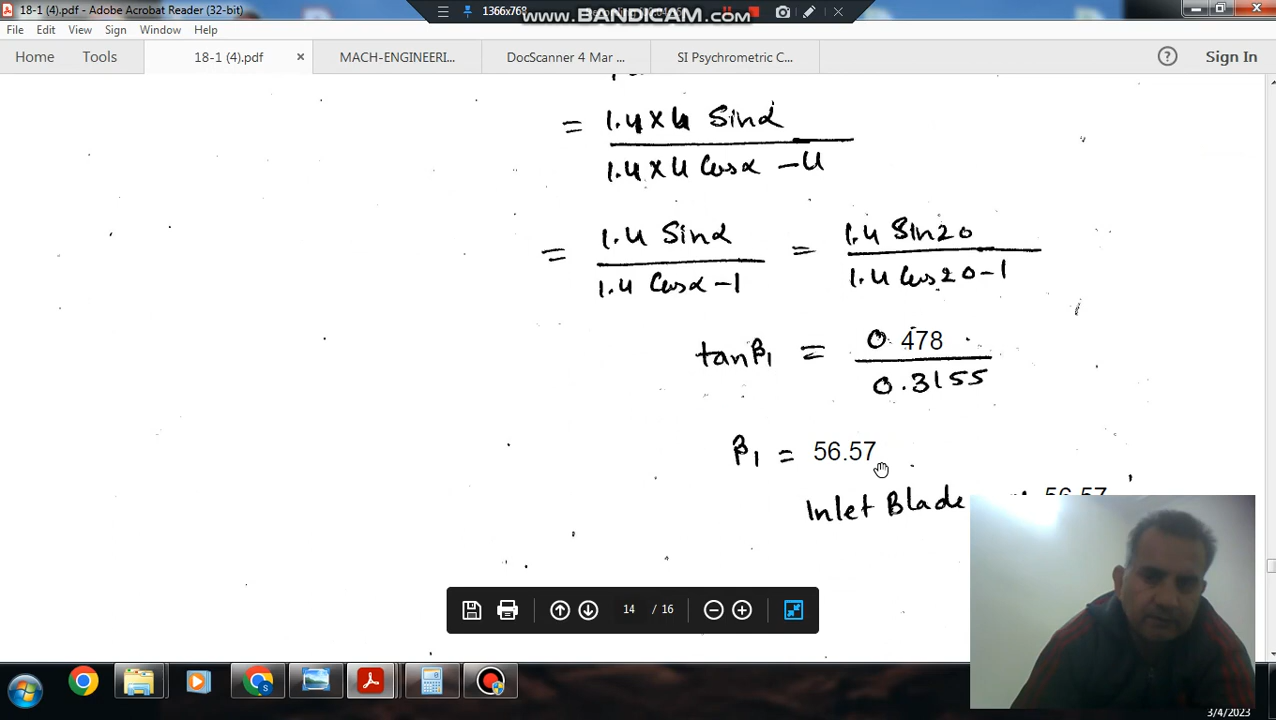 18-1 (4).pdf - Adobe Acrobat Reader (32-bit)
1366x768
www.BANDICAM.com
File Edit View Sign Window Help
Home Tools 18-1 (4).pdf × MACH-ENGINEERI... DocScanner 4 Mar ... SI Psychrometric C... Sign In
= 1.4 × u Sinα
1.4 × u Cosα - u
= 1.4 Sinα = 1.4 Sin20
1.4 Cosα - 1 1.4 Cos20 - 1
tanβ1 = 0.478
0.3155
β1 = 56.57
Inlet Blade
14 / 16
3/4/2023